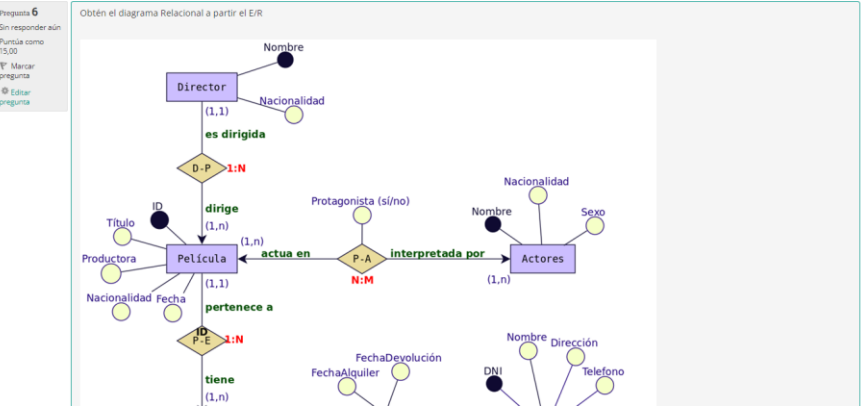 Pregunta 6
Sin responder aún
Puntúa como
15,00
Marcar
pregunta
Editar
pregunta
Obtén el diagrama Relacional a partir el E/R
Nombre
Director
Nacionalidad
(1,1)
es dirigida
D-P
1:N
dirige
(1,n)
ID
Título
Productora
Nacionalidad
Fecha
Película
(1,n)
actua en
Protagonista (sí/no)
P-A
N:M
interpretada por
Nacionalidad
Nombre
Sexo
Actores
(1,n)
(1,1)
pertenece a
ID
P-E
1:N
tiene
(1,n)
FechaDevolución
FechaAlquiler
Nombre
Dirección
DNI
Telefono